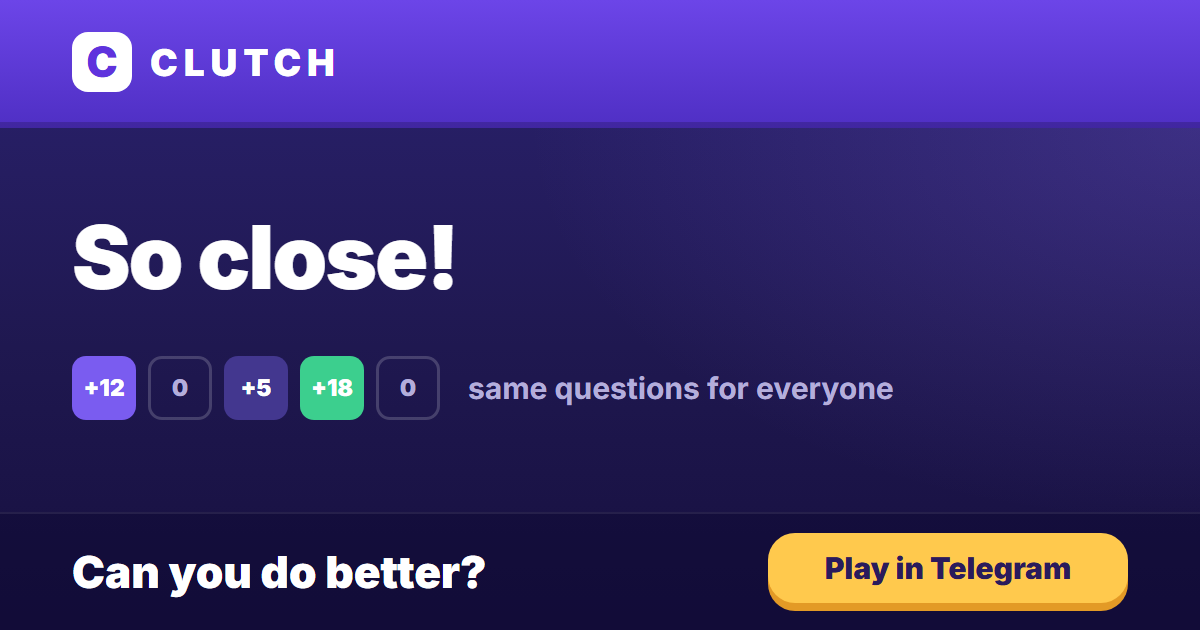 C CLUTCH
So close!
+12 0 +5 +18 0 same questions for everyone
Can you do better? Play in Telegram